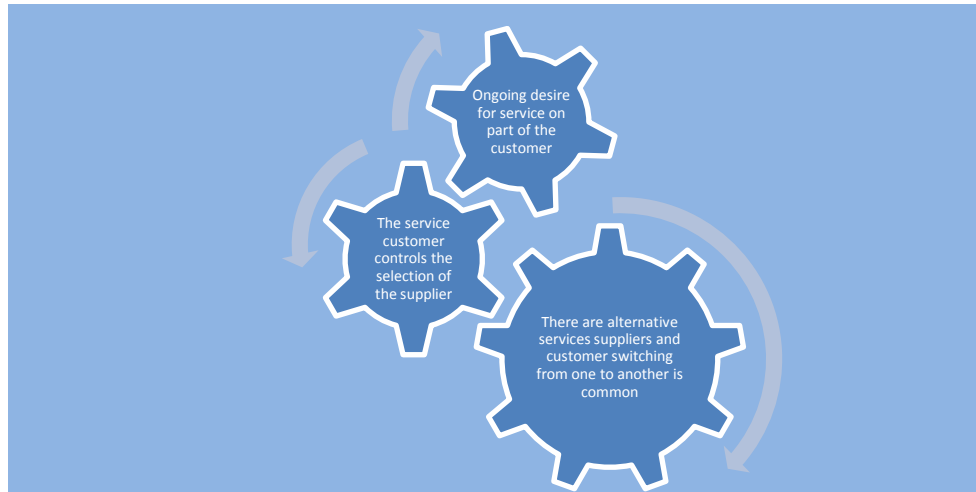 Ongoing desire
for service on
part of the
customer
The service
customer
controls the
selection of
the supplier
There are alternative
services suppliers and
customer switching
from one to another is
common